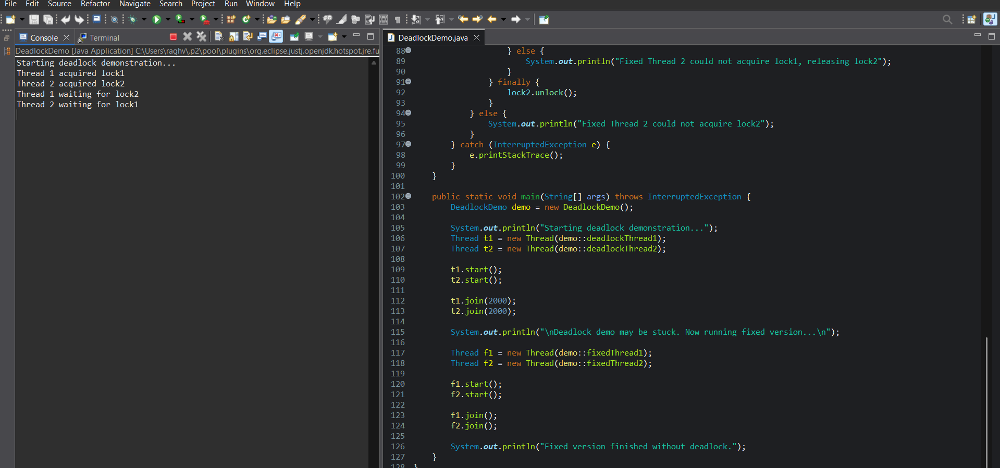 File Edit Source Refactor Navigate Search Project Run Window Help
Console
Terminal
DeadlockDemo [Java Application] C:\Users\raghv\.p2\pool\plugins\org.eclipse.justj.openjdk.hotspot.jre.fu
Starting deadlock demonstration...
Thread 1 acquired lock1
Thread 2 acquired lock2
Thread 1 waiting for lock2
Thread 2 waiting for lock1
DeadlockDemo.java
88 } else {
89 System.out.println("Fixed Thread 2 could not acquire lock1, releasing lock2");
90 }
91 } finally {
92 lock2.unlock();
93 }
94 } else {
95 System.out.println("Fixed Thread 2 could not acquire lock2");
96 }
97 } catch (InterruptedException e) {
98 e.printStackTrace();
99 }
100 }
101
102 public static void main(String[] args) throws InterruptedException {
103 DeadlockDemo demo = new DeadlockDemo();
104
105 System.out.println("Starting deadlock demonstration...");
106 Thread t1 = new Thread(demo::deadlockThread1);
107 Thread t2 = new Thread(demo::deadlockThread2);
108
109 t1.start();
110 t2.start();
111
112 t1.join(2000);
113 t2.join(2000);
114
115 System.out.println("\nDeadlock demo may be stuck. Now running fixed version...\n");
116
117 Thread f1 = new Thread(demo::fixedThread1);
118 Thread f2 = new Thread(demo::fixedThread2);
119
120 f1.start();
121 f2.start();
122
123 f1.join();
124 f2.join();
125
126 System.out.println("Fixed version finished without deadlock.");
127 }
128 }